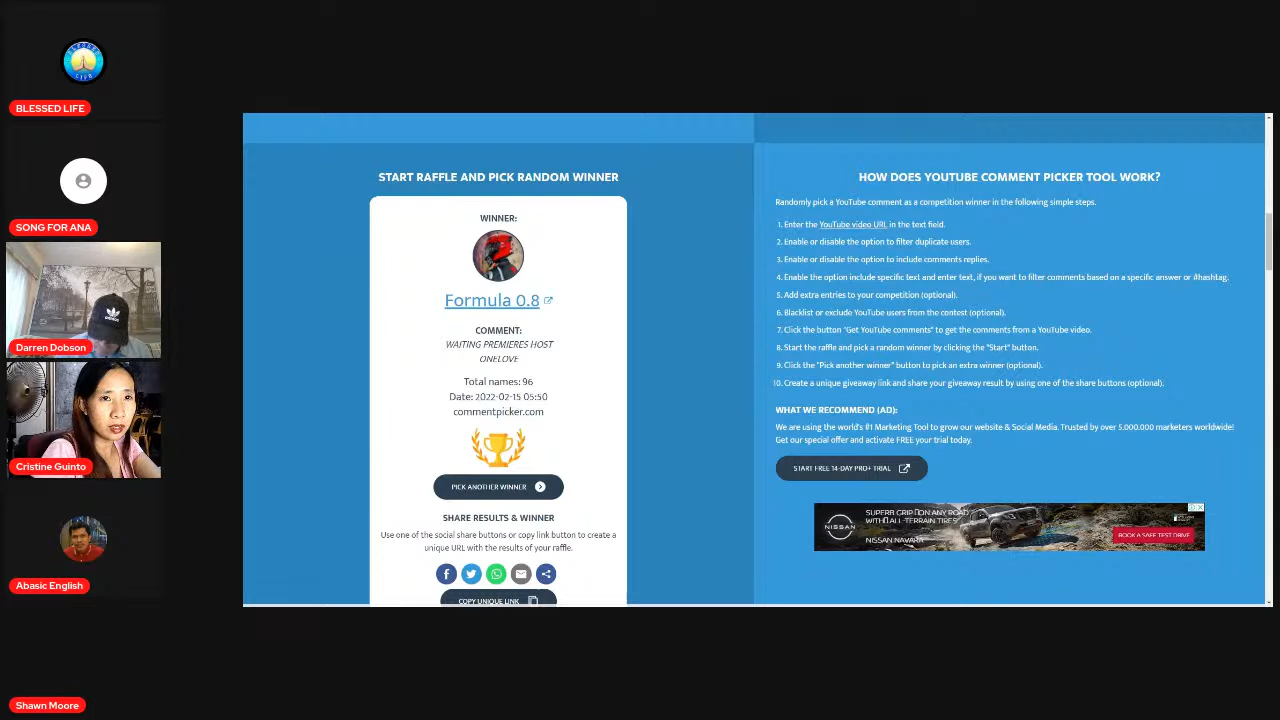 BLESSED LIFE
SONG FOR ANA
Darren Dobson
Cristine Guinto
Abasic English
Shawn Moore
START RAFFLE AND PICK RANDOM WINNER
WINNER:
Formula 0.8
COMMENT:
WAITING PREMIERES HOST
ONELOVE
Total names: 96
Date: 2022-02-15 05:50
commentpicker.com
PICK ANOTHER WINNER
SHARE RESULTS & WINNER
Use one of the social share buttons or copy link button to create a
unique URL with the results of your raffle.
COPY UNIQUE LINK
HOW DOES YOUTUBE COMMENT PICKER TOOL WORK?
Randomly pick a YouTube comment as a competition winner in the following simple steps.
1. Enter the YouTube video URL in the text field.
2. Enable or disable the option to filter duplicate users.
3. Enable or disable the option to include comments replies.
4. Enable the option include specific text and enter text, if you want to filter comments based on a specific answer or #hashtag.
5. Add extra entries to your competition (optional).
6. Blacklist or exclude YouTube users from the contest (optional).
7. Click the button "Get YouTube comments" to get the comments from a YouTube video.
8. Start the raffle and pick a random winner by clicking the "Start" button.
9. Click the "Pick another winner" button to pick an extra winner (optional).
10. Create a unique giveaway link and share your giveaway result by using one of the share buttons (optional).
WHAT WE RECOMMEND (AD):
We are using the world's #1 Marketing Tool to grow our website & Social Media. Trusted by over 5.000.000 marketers worldwide!
Get our special offer and activate FREE your trial today.
START FREE 14-DAY PRO+ TRIAL
NISSAN
SUPERB GRIP ON ANY ROAD
WITH ALL-TERRAIN TIRES
NISSAN NAVARA
BOOK A SAFE TEST DRIVE